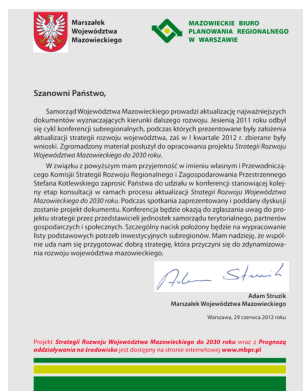 Marszałek
Województwa
Mazowieckiego
MAZOWIECKIE BIURO
PLANOWANIA REGIONALNEGO
W WARSZAWIE
Szanowni Państwo,
Samorząd Województwa Mazowieckiego prowadzi aktualizację najważniejszych
dokumentów wyznaczających kierunki dalszego rozwoju. Jesienią 2011 roku odbył
się cykl konferencji subregionalnych, podczas których prezentowane były założenia
aktualizacji strategii rozwoju województwa, zaś w I kwartale 2012 r. zbierane były
wnioski. Zgromadzony materiał posłużył do opracowania projektu Strategii Rozwoju
Województwa Mazowieckiego do 2030 roku.
W związku z powyższym mam przyjemność w imieniu własnym i Przewodniczą-
cego Komisji Strategii Rozwoju Regionalnego i Zagospodarowania Przestrzennego
Stefana Kotlewskiego zaprosić Państwa do udziału w konferencji stanowiącej kolej-
ny etap konsultacji w ramach procesu aktualizacji Strategii Rozwoju Województwa
Mazowieckiego do 2030 roku. Podczas spotkania zaprezentowany i poddany dyskusji
zostanie projekt dokumentu. Konferencja będzie okazją do zgłaszania uwag do pro-
jektu strategii przez przedstawicieli jednostek samorządu terytorialnego, partnerów
gospodarczych i społecznych. Szczególny nacisk położony będzie na wypracowanie
listy podstawowych potrzeb inwestycyjnych subregionów. Mam nadzieję, że wspól-
nie uda nam się przygotować dobrą strategię, która przyczyni się do zdynamizowa-
nia rozwoju województwa mazowieckiego.
Adam Struzik
Adam Struzik
Marszałek Województwa Mazowieckiego
Warszawa, 29 czerwca 2012 roku
Projekt Strategii Rozwoju Województwa Mazowieckiego do 2030 roku wraz z Prognozą
oddziaływania na środowisko jest dostępny na stronie internetowej www.mbpr.pl